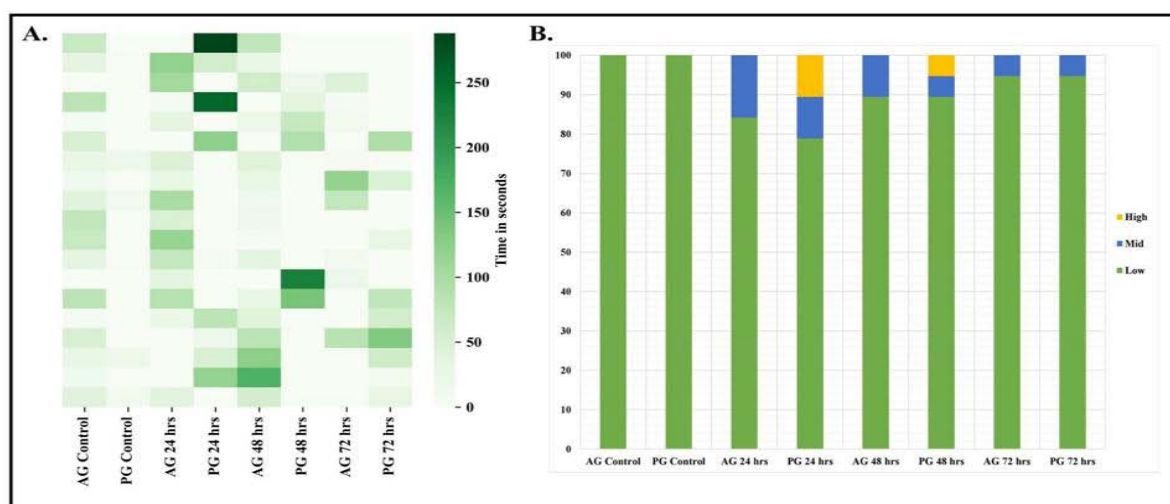 A.
250
200
150
100
50
0
Time in seconds
AG Control
PG Control
AG 24 hrs
PG 24 hrs
AG 48 hrs
PG 48 hrs
AG 72 hrs
PG 72 hrs
B.
100
90
80
70
60
50
40
30
20
10
0
AG Control PG Control AG 24 hrs PG 24 hrs AG 48 hrs PG 48 hrs AG 72 hrs PG 72 hrs
High
Mid
Low